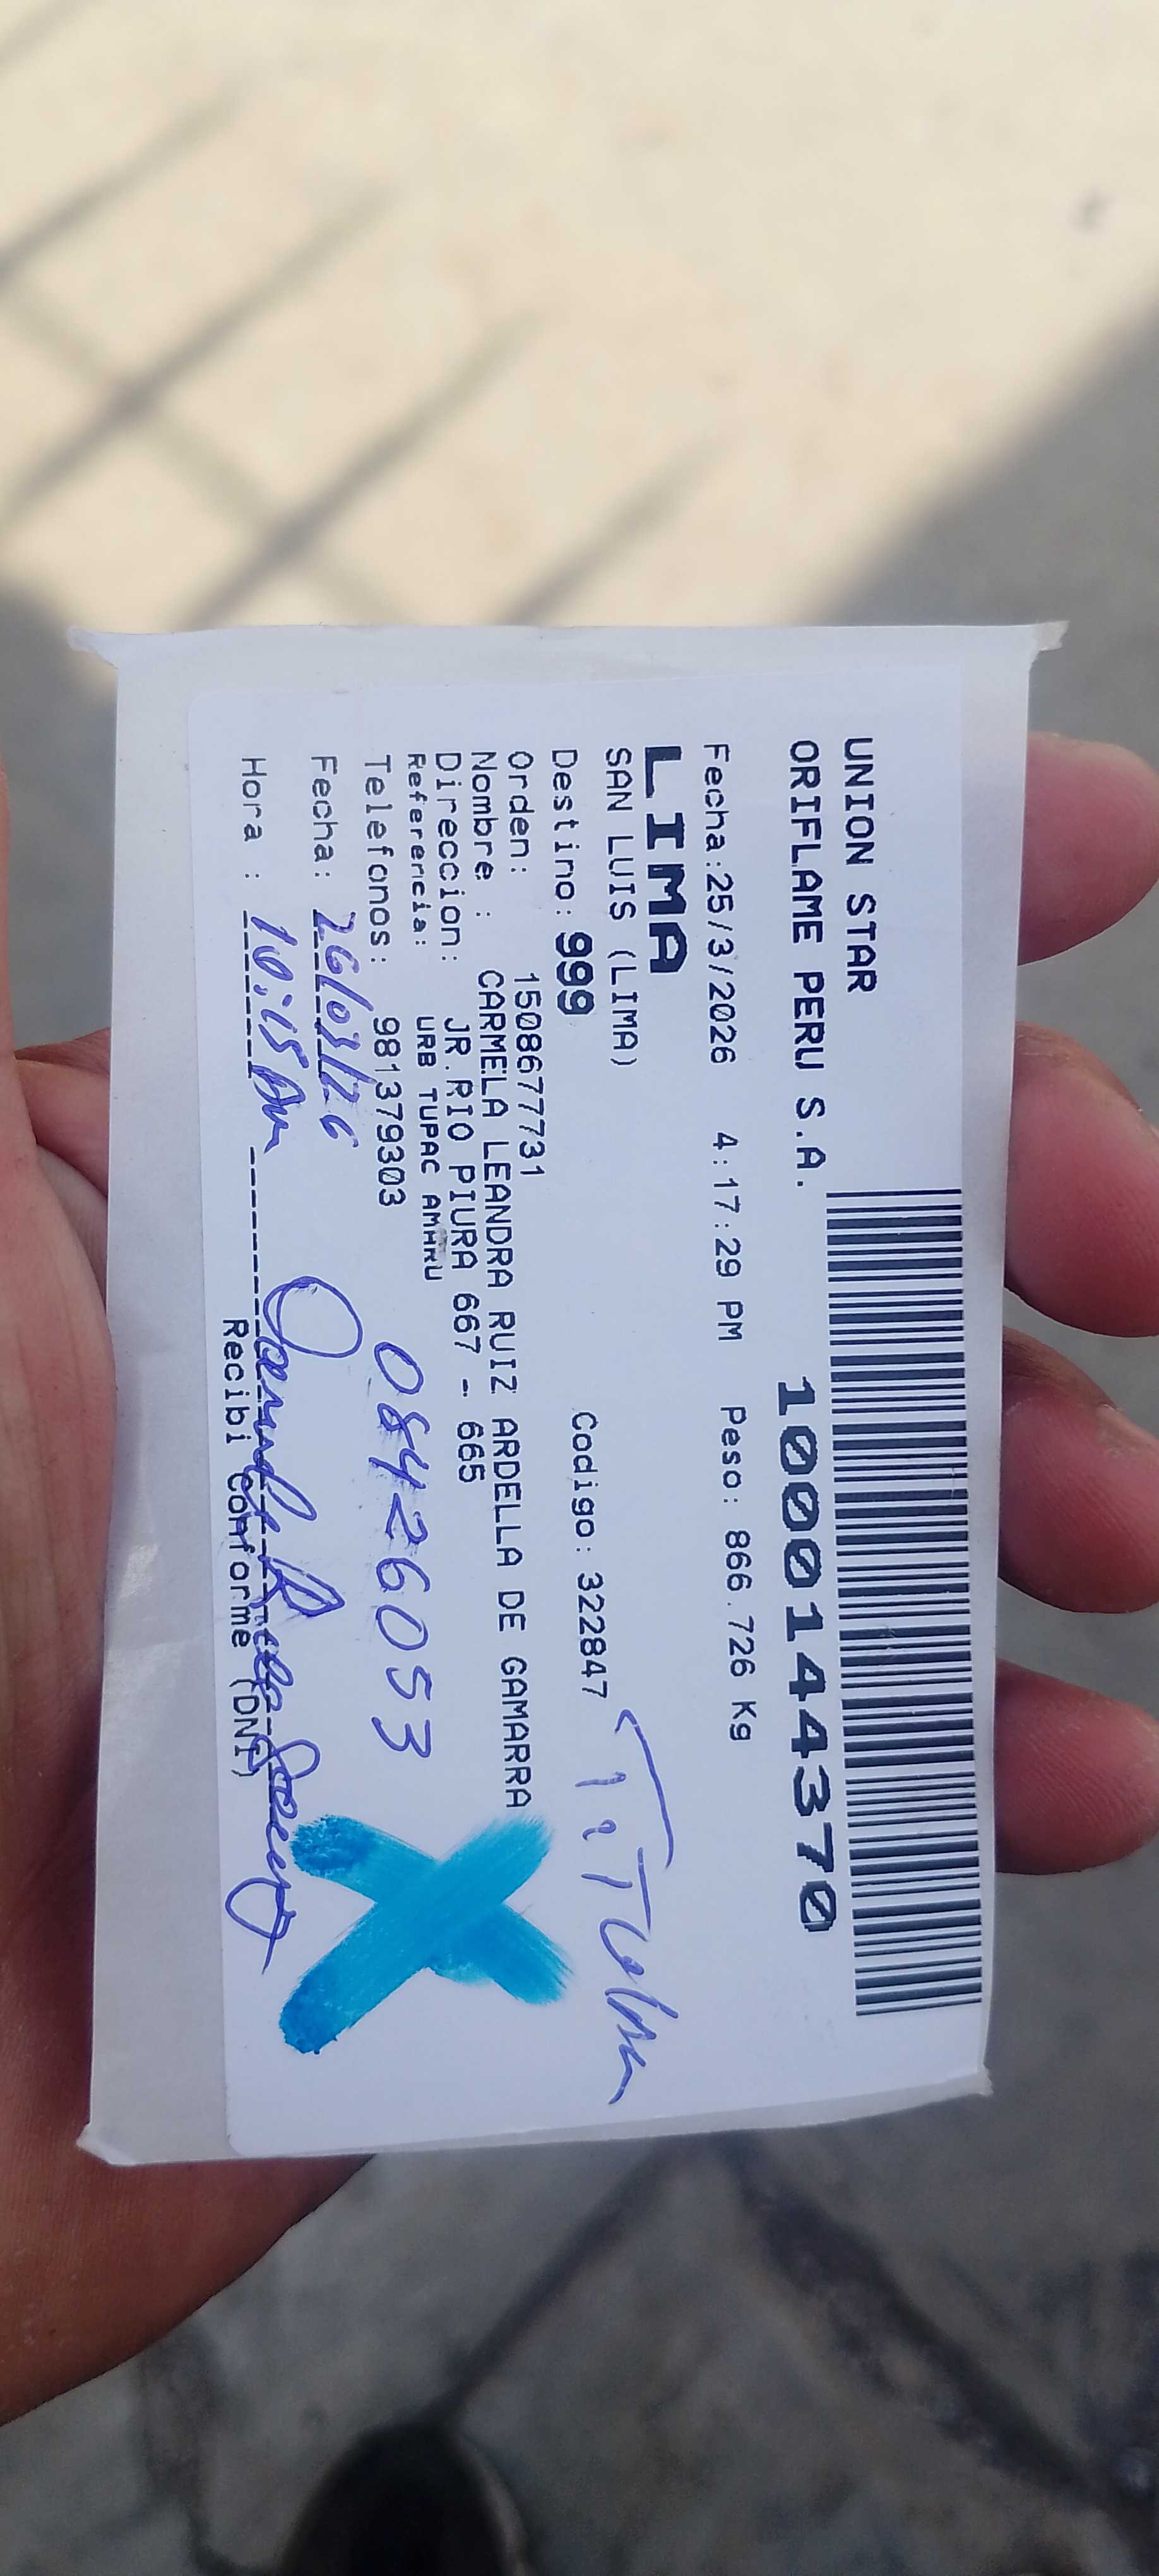 UNION STAR
ORIFLAME PERU S.A.
1000144370
Fecha:25/3/2026 4:17:29 PM Peso: 866.726 Kg
LIMA
SAN LUIS (LIMA)
Destino: 999 Codigo: 322847
Orden: 1508677731
Nombre : CARMELA LEANDRA RUIZ ARDELLA DE GAMARRA
Direccion: JR.RIO PIURA 667 - 665
Referencia: URB TUPAC AMARU
Telefonos: 981379303
08426053
Fecha: 26/03/26
Hora : 10:15 Am
Recibi Conforme (DNI)